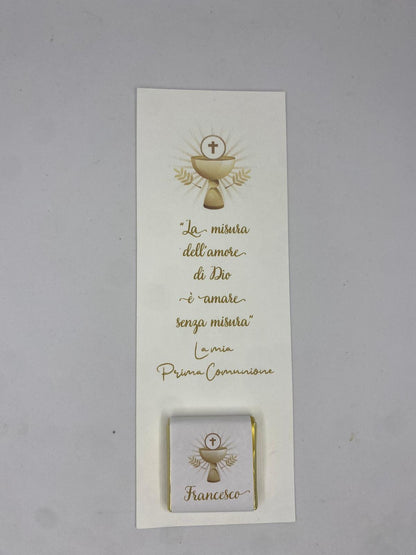 "La misura
dell'amore
di Dio
è amare
senza misura"
La mia
Prima Comunione
Francesco